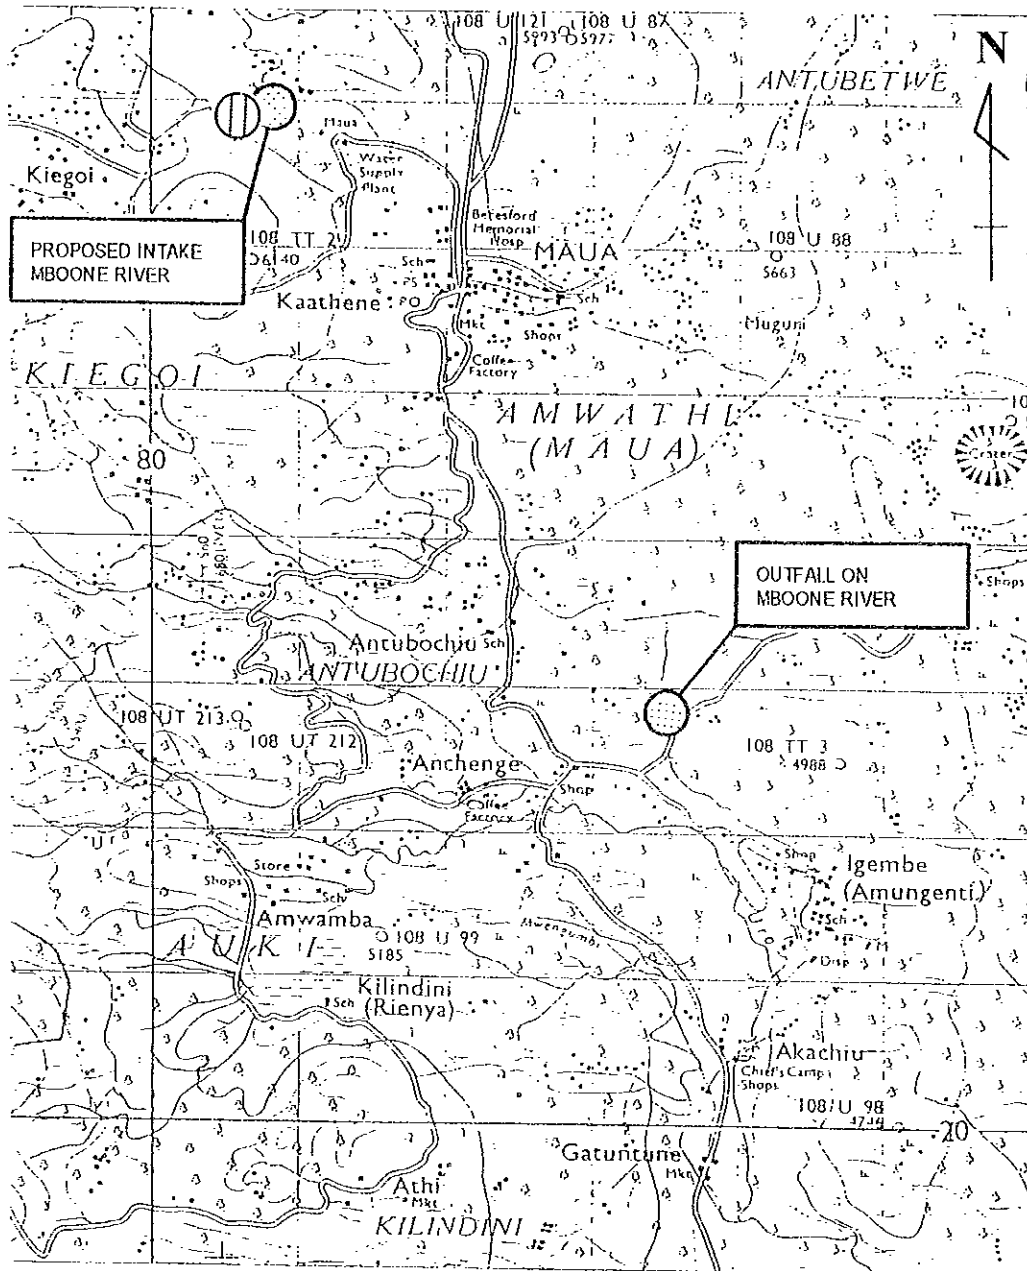 108 U 121
108 U 87
5993
5977
N
ANTUBETWE
Maua
Water
Supply
Plant
Kiegoi
PROPOSED INTAKE
MBOONE RIVER
Beresford
Memorial
Hosp
MAUA
108 TT 2
6140
108 U 88
5663
Sch
PS
PO
Kaathene
Sch
Mkt
Shops
Muguni
Coffee
Factory
KIEGOI
AMWATHI
(MAUA)
10
Crater
80
OUTFALL ON
MBOONE RIVER
Shops
Antubochiu
Sch
ANTUBOCHIU
108 UT 213
108 UT 212
108 TT 3
4988
Anchenge
Shop
Coffee
Factory
Shop
Igembe
(Amungenti)
Store
Shops
Sch
Sch
Amwamba
108 U 99
5185
AUKI
Disp
Kilindini
(Rienya)
Sch
Akachiu
Chief's Camp
Shops
108 U 98
20
Gatuntune
Mkt
Athi
Mkt
KILINDINI